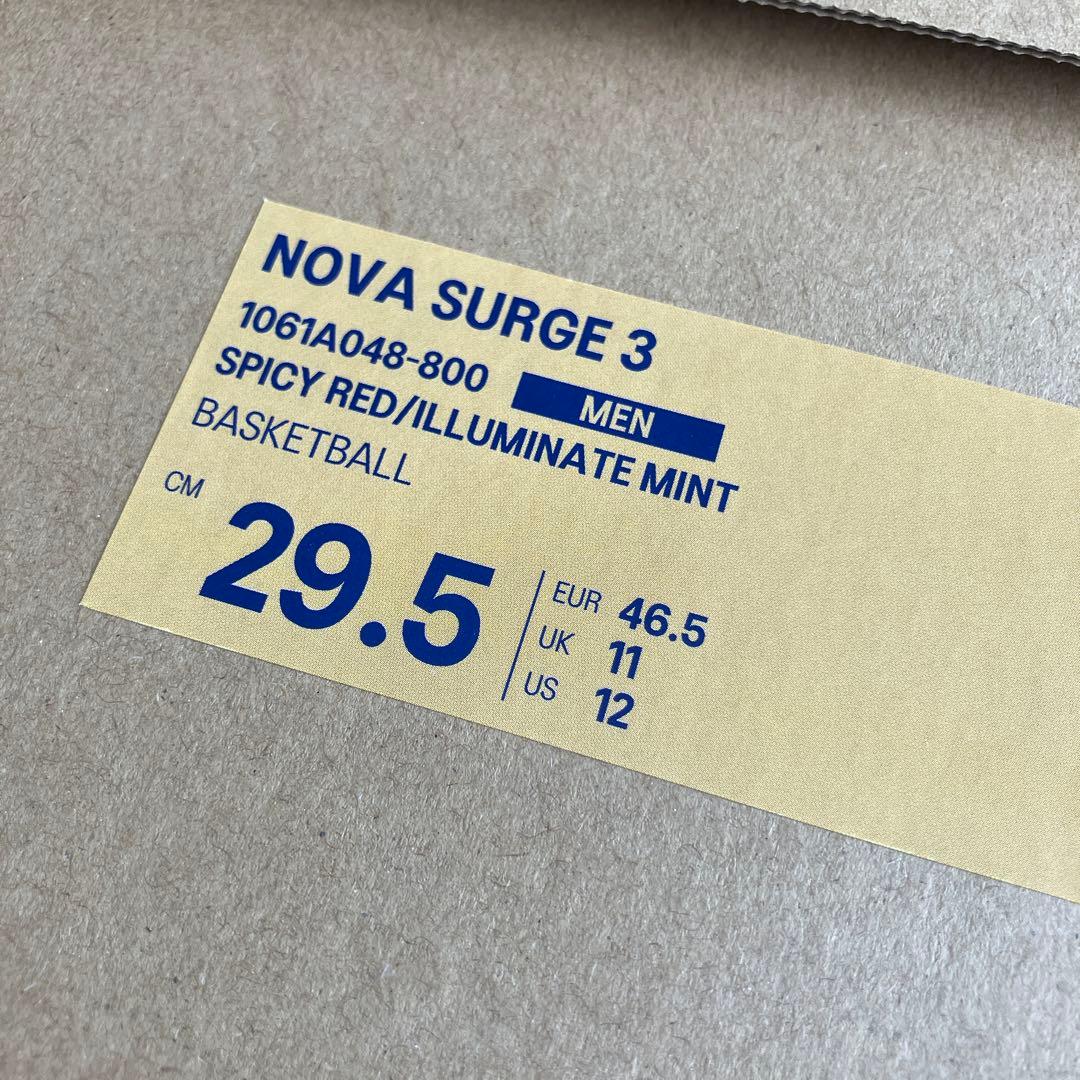 NOVA SURGE 3
1061A048-800 MEN
SPICY RED/ILLUMINATE MINT
BASKETBALL
CM 29.5
EUR 46.5
UK 11
US 12